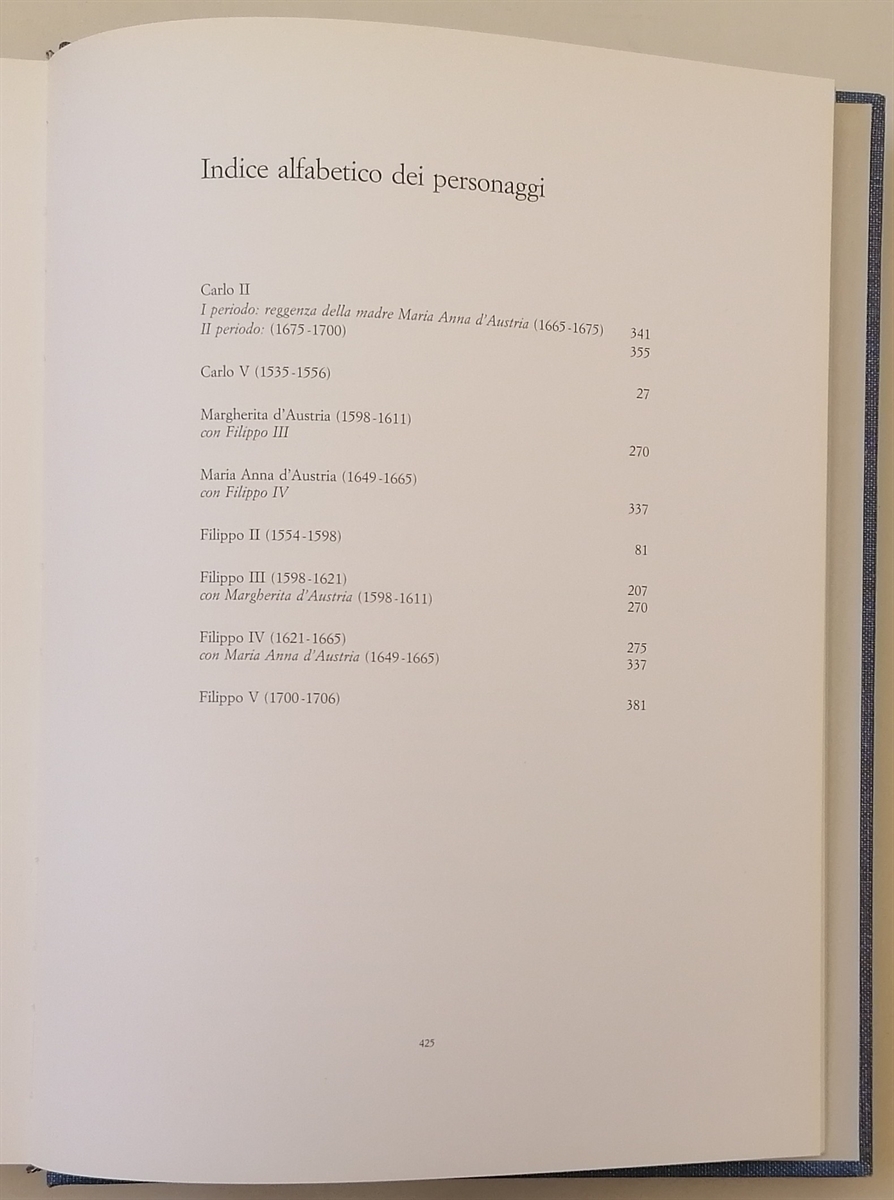 Indice alfabetico dei personaggi
Carlo II
I periodo: reggenza della madre Maria Anna d'Austria (1665-1675) 341
II periodo: (1675-1700) 355
Carlo V (1535-1556) 27
Margherita d'Austria (1598-1611)
con Filippo III 270
Maria Anna d'Austria (1649-1665)
con Filippo IV 337
Filippo II (1554-1598) 81
Filippo III (1598-1621) 207
con Margherita d'Austria (1598-1611) 270
Filippo IV (1621-1665) 275
con Maria Anna d'Austria (1649-1665) 337
Filippo V (1700-1706) 381
425